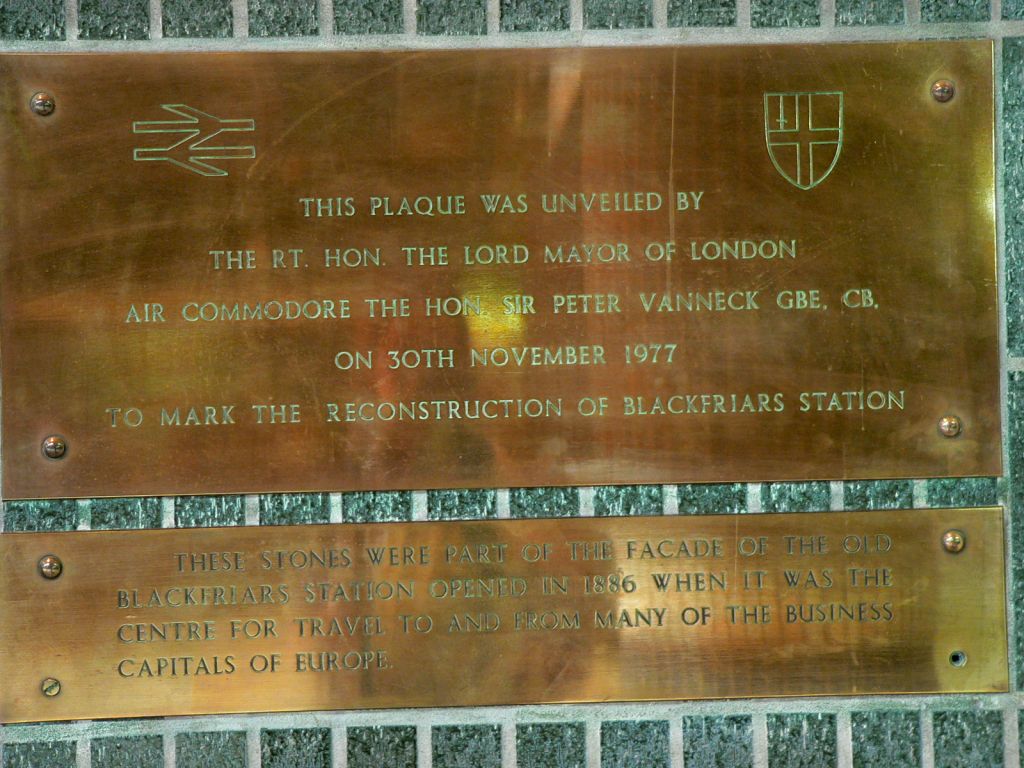 THIS PLAQUE WAS UNVEILED BY
THE RT. HON. THE LORD MAYOR OF LONDON
AIR COMMODORE THE HON. SIR PETER VANNECK GBE, CB,
ON 30TH NOVEMBER 1977
TO MARK THE RECONSTRUCTION OF BLACKFRIARS STATION
THESE STONES WERE PART OF THE FACADE OF THE OLD
BLACKFRIARS STATION OPENED IN 1886 WHEN IT WAS THE
CENTRE FOR TRAVEL TO AND FROM MANY OF THE BUSINESS
CAPITALS OF EUROPE.